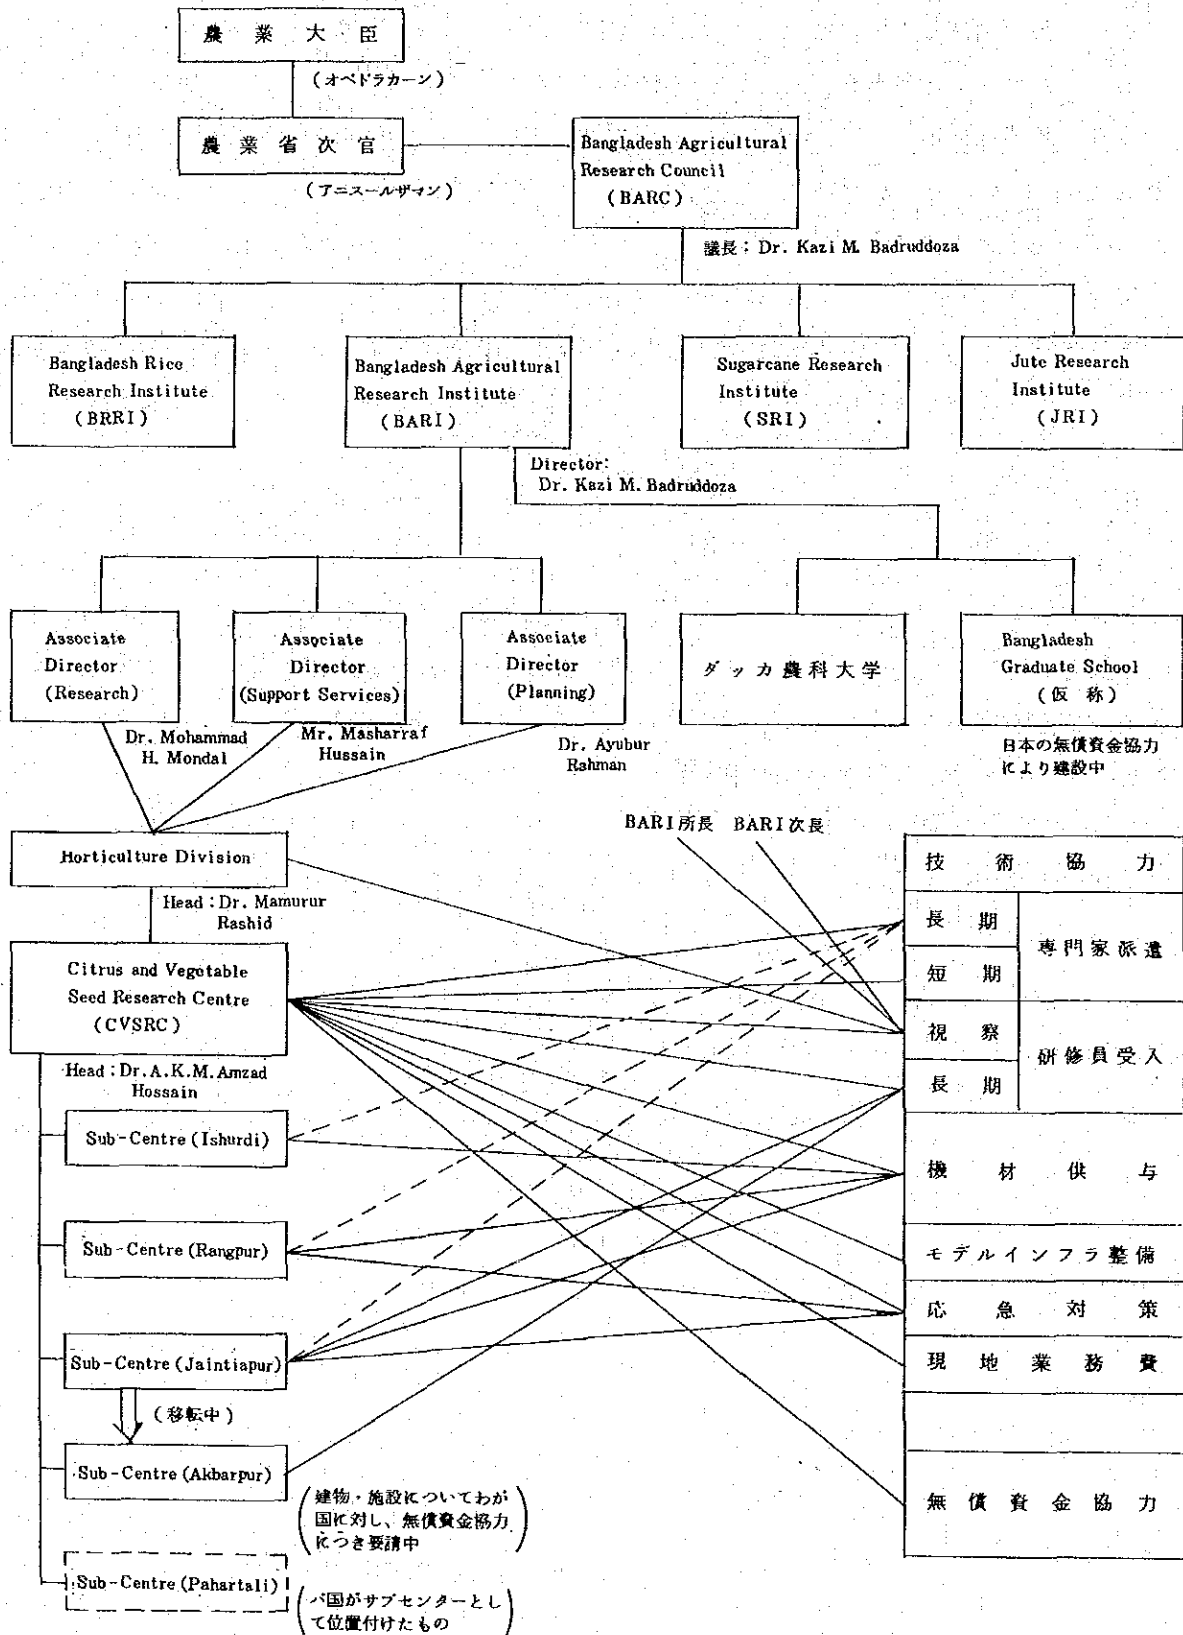 農業大臣
(オベドラカーン)
農業省次官
(アニスールザマン)
Bangladesh Agricultural
Research Council
(BARC)
議長：Dr. Kazi M. Badruddoza
Bangladesh Rice
Research Institute
(BRRI)
Bangladesh Agricultural
Research Institute
(BARI)
Sugarcane Research
Institute
(SRI)
Jute Research
Institute
(JRI)
Director:
Dr. Kazi M. Badruddoza
Associate
Director
(Research)
Associate
Director
(Support Services)
Associate
Director
(Planning)
ダッカ農科大学
Bangladesh
Graduate School
(仮称)
Dr. Mohammad
H. Mondal
Mr. Masharraf
Hussain
Dr. Ayubur
Rahman
日本の無償資金協力
により建設中
BARI所長 BARI次長
Horticulture Division
Head：Dr. Mamurur
Rashid
Citrus and Vegetable
Seed Research Centre
(CVSRC)
Head：Dr. A.K.M. Amzad
Hossain
Sub-Centre (Ishurdi)
Sub-Centre (Rangpur)
Sub-Centre (Jaintiapur)
(移転中)
Sub-Centre (Akbarpur)
(建物・施設についてわが
国に対し、無償資金協力
につき要請中)
Sub-Centre (Pahartali)
(バ国がサブセンターとし
て位置付けたもの)
技術協力
長期
専門家派遣
短期
視察
研修員受入
長期
機材供与
モデルインフラ整備
応急対策
現地業務費
無償資金協力